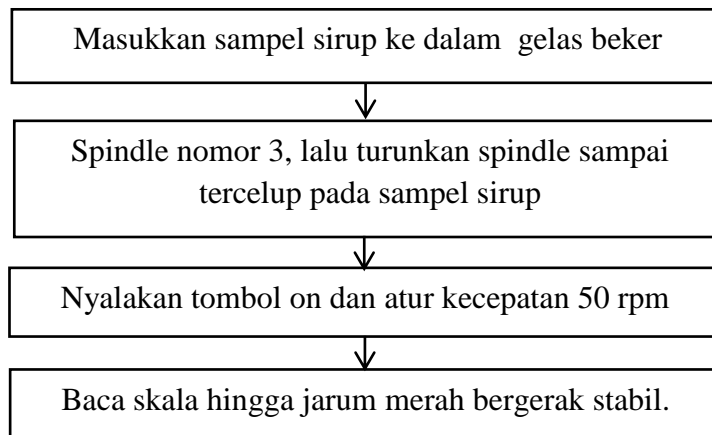 Masukkan sampel sirup ke dalam  gelas beker
Spindle nomor 3, lalu turunkan spindle sampai
tercelup pada sampel sirup
Nyalakan tombol on dan atur kecepatan 50 rpm
Baca skala hingga jarum merah bergerak stabil.